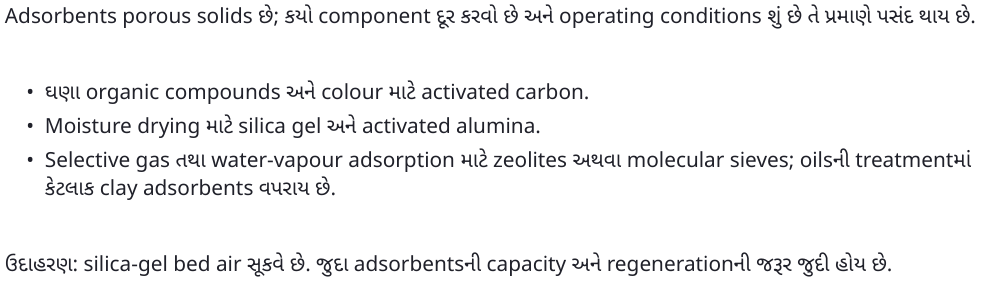 Adsorbents porous solids છે; કયો component દૂર કરવો છે અને operating conditions શું છે તે પ્રમાણે પસંદ થાય છે.
• ઘણા organic compounds અને colour માટે activated carbon.
• Moisture drying માટે silica gel અને activated alumina.
• Selective gas તથા water-vapour adsorption માટે zeolites અથવા molecular sieves; oilsની treatmentમાં
કેટલાક clay adsorbents વપરાય છે.
ઉદાહરણ: silica-gel bed air સૂકવે છે. જુદા adsorbentsની capacity અને regenerationની જરૂર જુદી હોય છે.